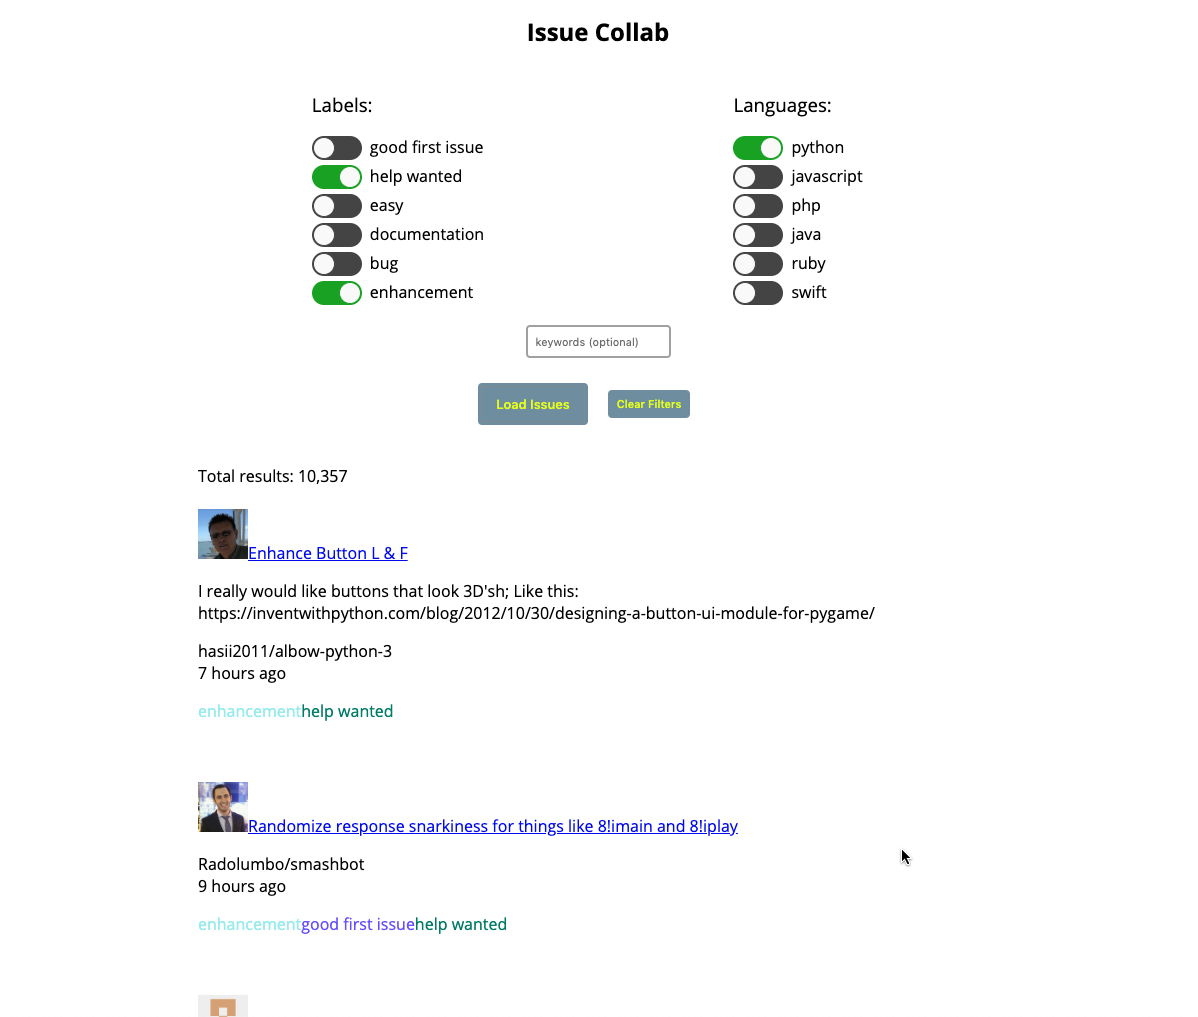 Issue Collab
Labels:
good first issue
help wanted
easy
documentation
bug
enhancement
Languages:
python
javascript
php
java
ruby
swift
keywords (optional)
Load Issues
Clear Filters
Total results: 10,357
Enhance Button L & F
I really would like buttons that look 3D'sh; Like this:
https://inventwithpython.com/blog/2012/10/30/designing-a-button-ui-module-for-pygame/
hasii2011/albow-python-3
7 hours ago
enhancementhelp wanted
Randomize response snarkiness for things like 8!imain and 8!iplay
Radolumbo/smashbot
9 hours ago
enhancementgood first issuehelp wanted